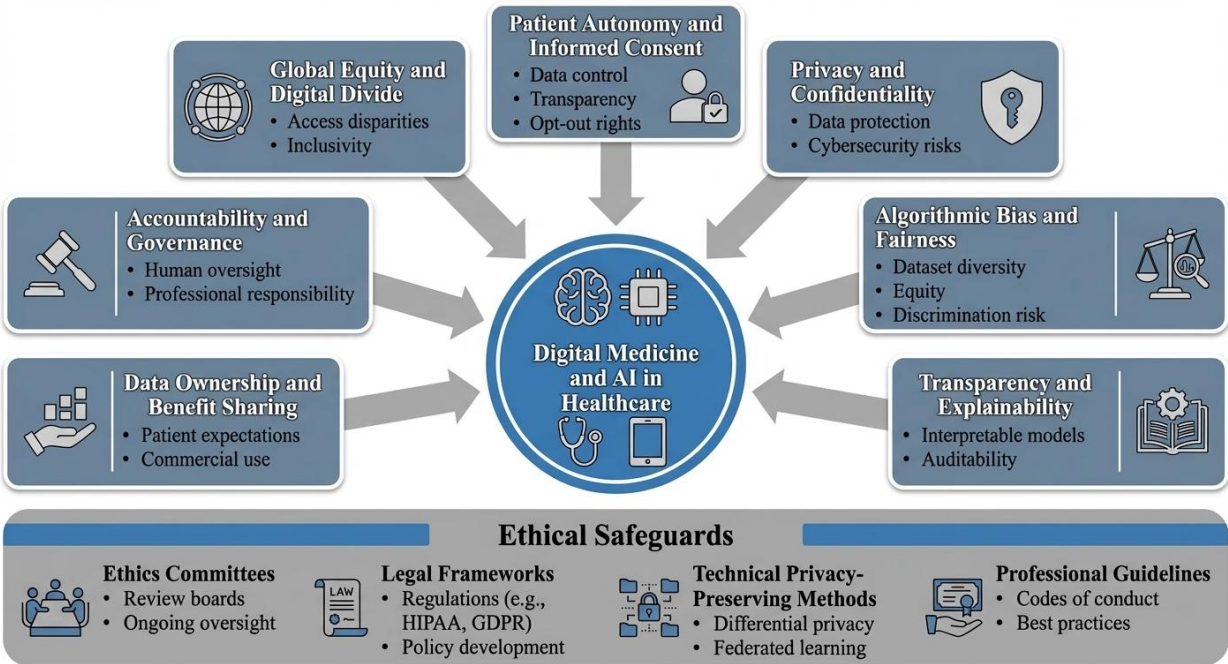 Patient Autonomy and
Informed Consent
• Data control
• Transparency
• Opt-out rights
Global Equity and
Digital Divide
• Access disparities
• Inclusivity
Privacy and
Confidentiality
• Data protection
• Cybersecurity risks
Accountability and
Governance
• Human oversight
• Professional responsibility
Algorithmic Bias and
Fairness
• Dataset diversity
• Equity
• Discrimination risk
Digital Medicine
and AI in
Healthcare
Data Ownership and
Benefit Sharing
• Patient expectations
• Commercial use
Transparency and
Explainability
• Interpretable models
• Auditability
Ethical Safeguards
Ethics Committees
• Review boards
• Ongoing oversight
LAW
Legal Frameworks
• Regulations (e.g.,
HIPAA, GDPR)
• Policy development
Technical Privacy-
Preserving Methods
• Differential privacy
• Federated learning
Professional Guidelines
• Codes of conduct
• Best practices